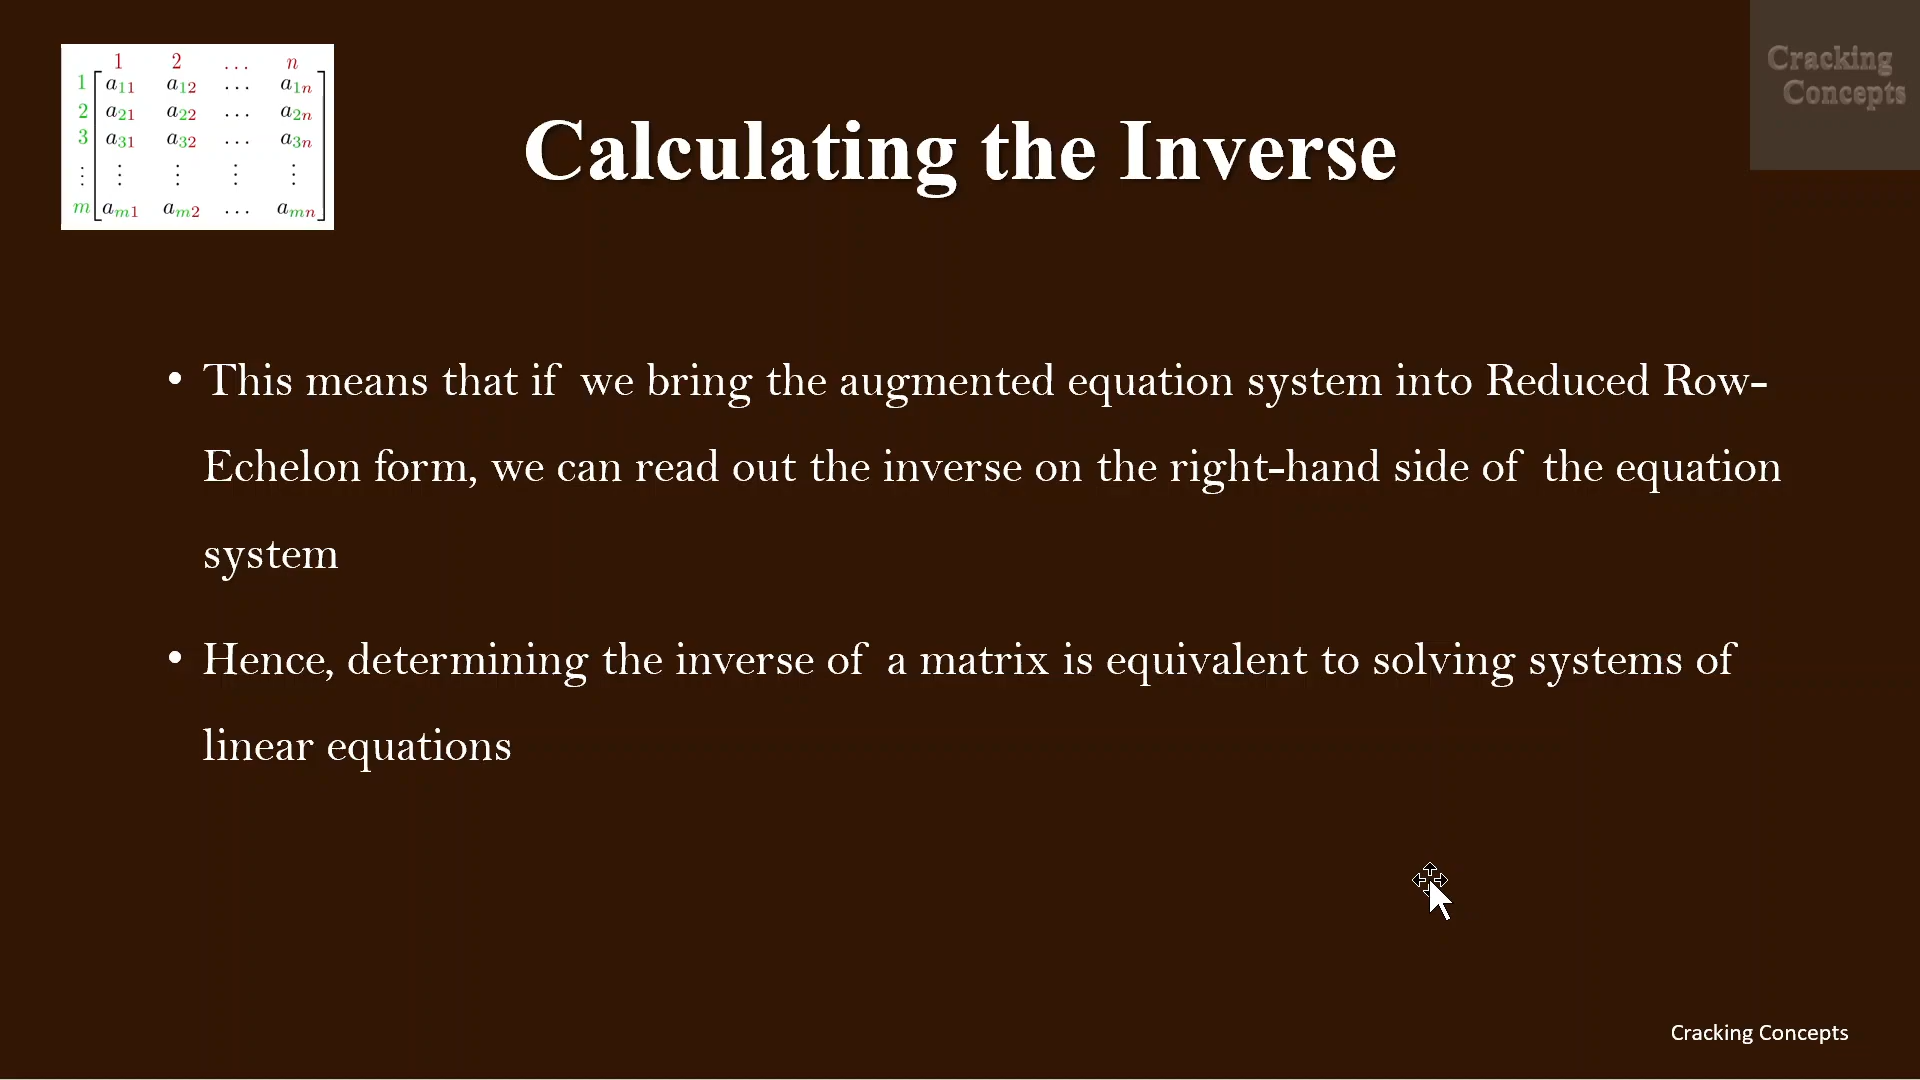 1 2 ... n
1 a11 a12 ... a1n
2 a21 a22 ... a2n
3 a31 a32 ... a3n
⋮ ⋮ ⋮ ⋮ ⋮
m am1 am2 ... amn
Cracking
Concepts
Calculating the Inverse
• This means that if we bring the augmented equation system into Reduced Row-
Echelon form, we can read out the inverse on the right-hand side of the equation
system
• Hence, determining the inverse of a matrix is equivalent to solving systems of
linear equations
Cracking Concepts